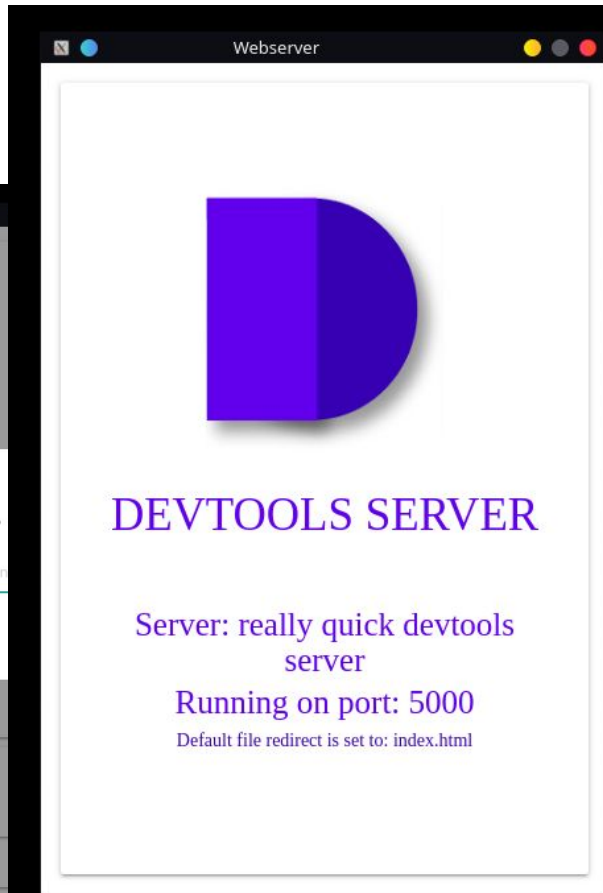 Webserver
DEVTOOLS SERVER
Server: really quick devtools
server
Running on port: 5000
Default file redirect is set to: index.html